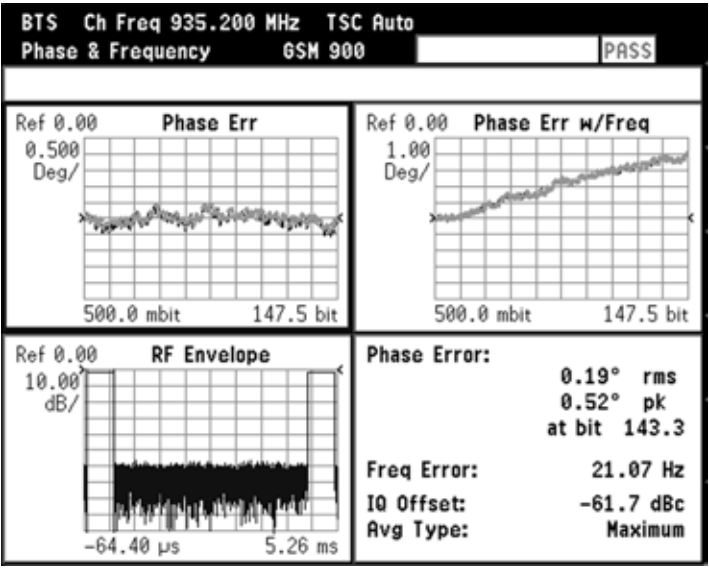 BTS Ch Freq 935.200 MHz TSC Auto
Phase & Frequency GSM 900 PASS
Ref 0.00 Phase Err
0.500
Deg/
500.0 mbit 147.5 bit
Ref 0.00 Phase Err w/Freq
1.00
Deg/
500.0 mbit 147.5 bit
Ref 0.00 RF Envelope
10.00
dB/
-64.40 µs 5.26 ms
Phase Error:
0.19° rms
0.52° pk
at bit 143.3
Freq Error: 21.07 Hz
IQ Offset: -61.7 dBc
Avg Type: Maximum